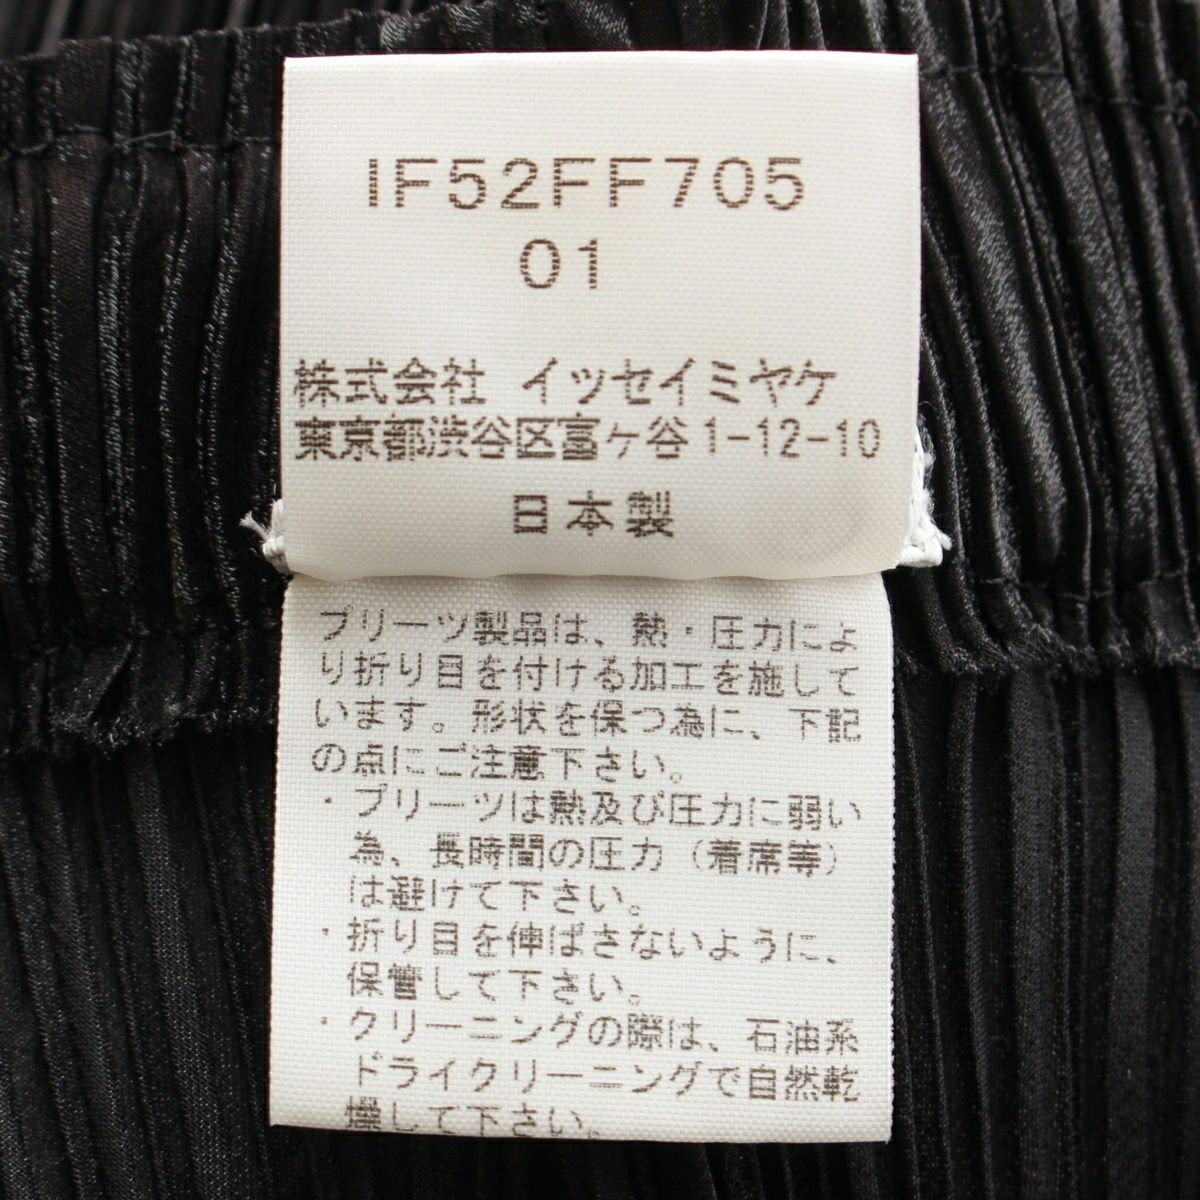 IF52FF705
01
株式会社 イッセイミヤケ
東京都渋谷区富ヶ谷1-12-10
日本製
プリーツ製品は、熱・圧力によ
り折り目を付ける加工を施して
います。形状を保つ為に、下記
の点にご注意下さい。
・プリーツは熱及び圧力に弱い
為、長時間の圧力（着席等）
は避けて下さい。
・折り目を伸ばさないように、
保管して下さい。
・クリーニングの際は、石油系
ドライクリーニングで自然乾
燥して下さい。